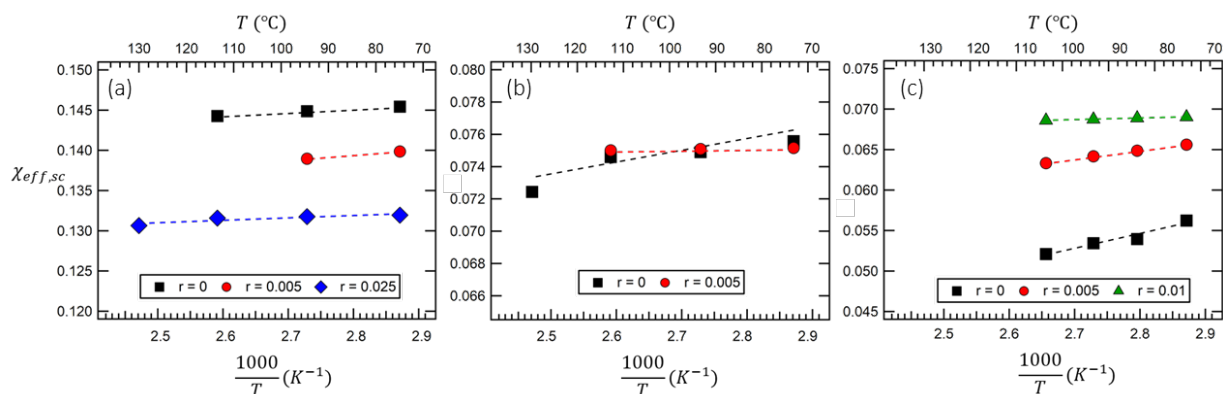 T (°C)
130 120 110 100 90 80 70
(a)
0.150
0.145
0.140
0.135
0.130
0.125
0.120
χeff,sc
r = 0 r = 0.005 r = 0.025
2.5 2.6 2.7 2.8 2.9
1000/T (K⁻¹)
T (°C)
130 120 110 100 90 80 70
(b)
0.080
0.078
0.076
0.074
0.072
0.070
0.068
0.066
r = 0 r = 0.005
2.5 2.6 2.7 2.8 2.9
1000/T (K⁻¹)
T (°C)
130 120 110 100 90 80 70
(c)
0.075
0.070
0.065
0.060
0.055
0.050
0.045
r = 0 r = 0.005 r = 0.01
2.5 2.6 2.7 2.8 2.9
1000/T (K⁻¹)